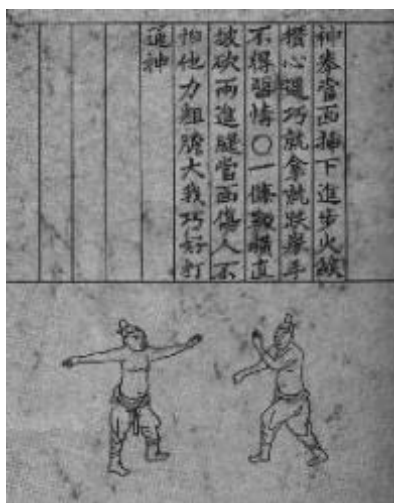 神拳當面插下進步火燄
攢心遇巧就拿就跌舉手
不得留情○一條鞭橫直
披砍兩進腿當面傷人不
怕他力粗膽大我巧好打
通神